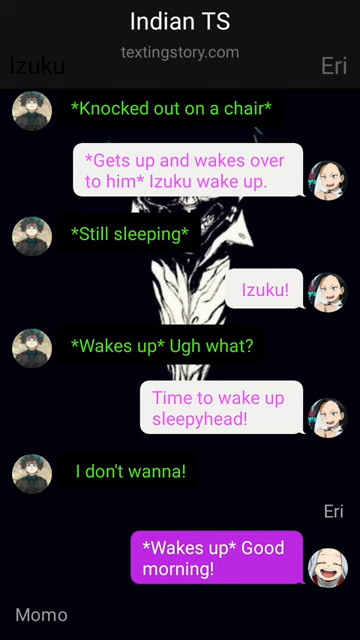 Indian TS
textingstory.com
Izuku
Eri
*Knocked out on a chair*
*Gets up and wakes over
to him* Izuku wake up.
*Still sleeping*
Izuku!
*Wakes up* Ugh what?
Time to wake up
sleepyhead!
I don't wanna!
Eri
*Wakes up* Good
morning!
Momo